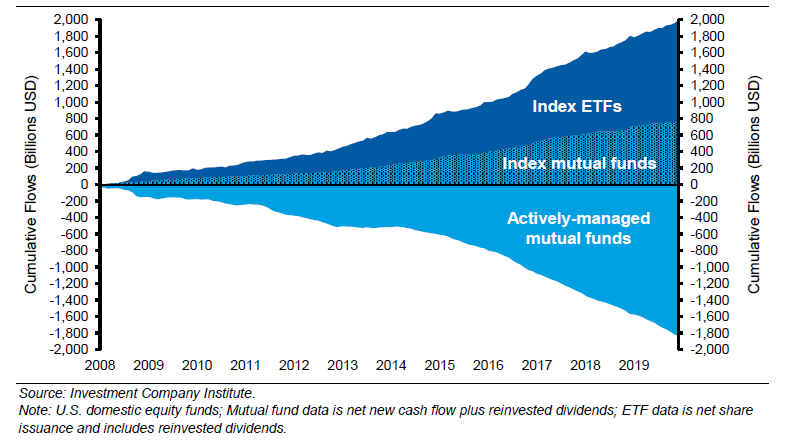 2,000 2,000
1,800 1,800
1,600 1,600
1,400 1,400
1,200 1,200
1,000 Index ETFs 1,000
800 800
600 600
400 400
200 Index mutual funds 200
0 0
-200 -200
-400 Actively-managed -400
-600 mutual funds -600
-800 -800
-1,000 -1,000
-1,200 -1,200
-1,400 -1,400
-1,600 -1,600
-1,800 -1,800
-2,000 -2,000
Cumulative Flows (Billions USD)
Cumulative Flows (Billions USD)
2008 2009 2010 2011 2012 2013 2014 2015 2016 2017 2018 2019
Source: Investment Company Institute.
Note: U.S. domestic equity funds; Mutual fund data is net new cash flow plus reinvested dividends; ETF data is net share
issuance and includes reinvested dividends.